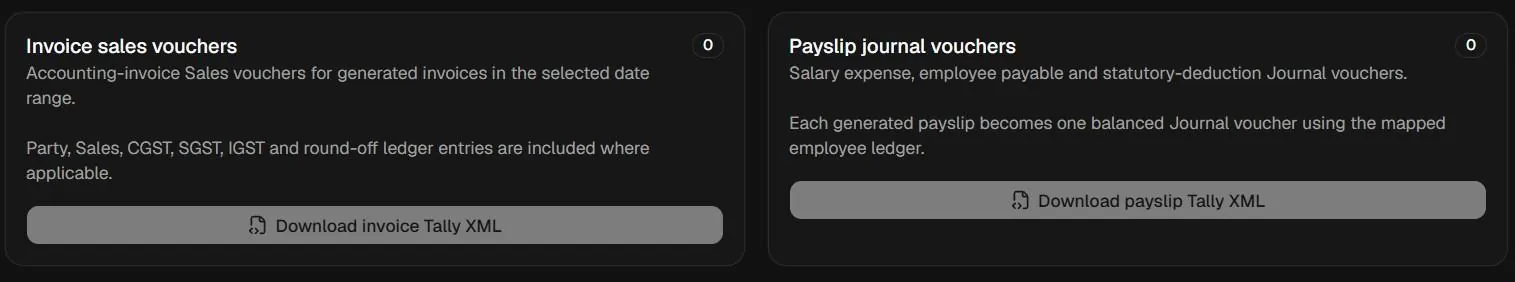 Invoice sales vouchers
0
Accounting-invoice Sales vouchers for generated invoices in the selected date
range.
Party, Sales, CGST, SGST, IGST and round-off ledger entries are included where
applicable.
Download invoice Tally XML
Payslip journal vouchers
0
Salary expense, employee payable and statutory-deduction Journal vouchers.
Each generated payslip becomes one balanced Journal voucher using the mapped
employee ledger.
Download payslip Tally XML